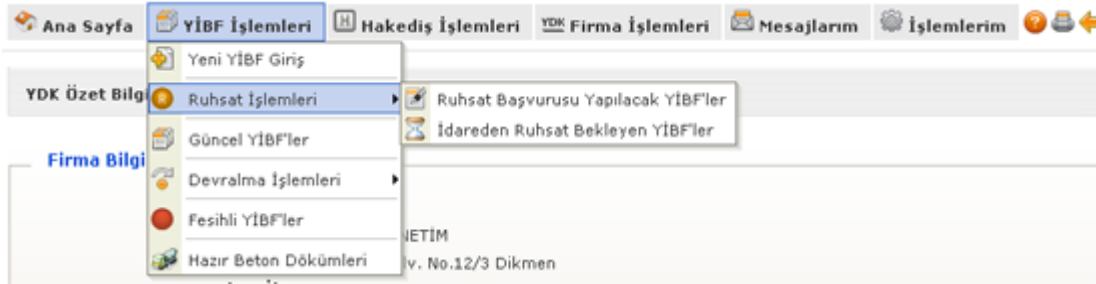 Ana Sayfa YİBF İşlemleri H Hakediş İşlemleri YDK Firma İşlemleri Mesajlarım İşlemlerim ?
Yeni YİBF Giriş
YDK Özet Bilgi R Ruhsat İşlemleri Ruhsat Başvurusu Yapılacak YİBF'ler
İdareden Ruhsat Bekleyen YİBF'ler
Güncel YİBF'ler
Firma Bilgi
Devralma İşlemleri
Fesihli YİBF'ler
NETİM
Hazır Beton Dökümleri lv. No.12/3 Dikmen